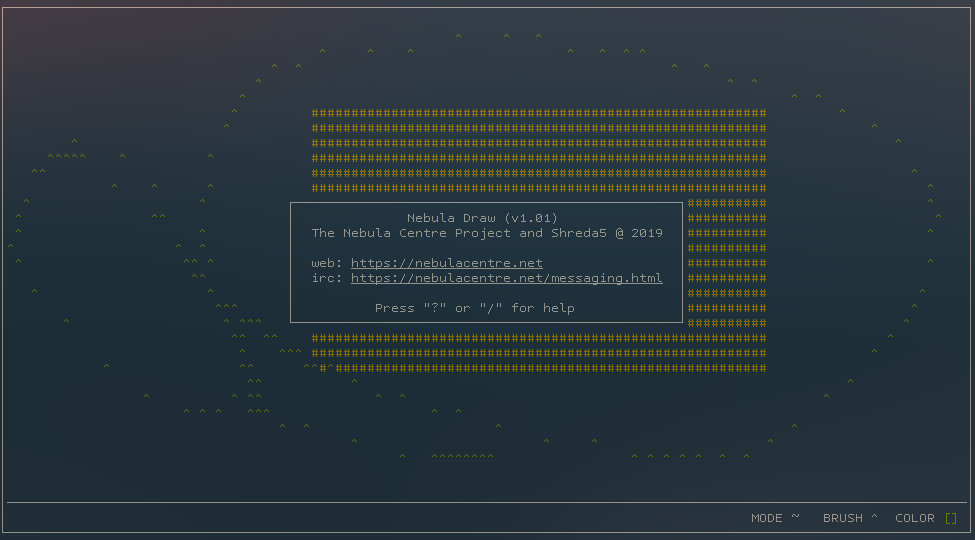 Nebula Draw (v1.01)
The Nebula Centre Project and Shreda5 @ 2019
web: https://nebulacentre.net
irc: https://nebulacentre.net/messaging.html
Press "?" or "/" for help
MODE ~ BRUSH ^ COLOR []